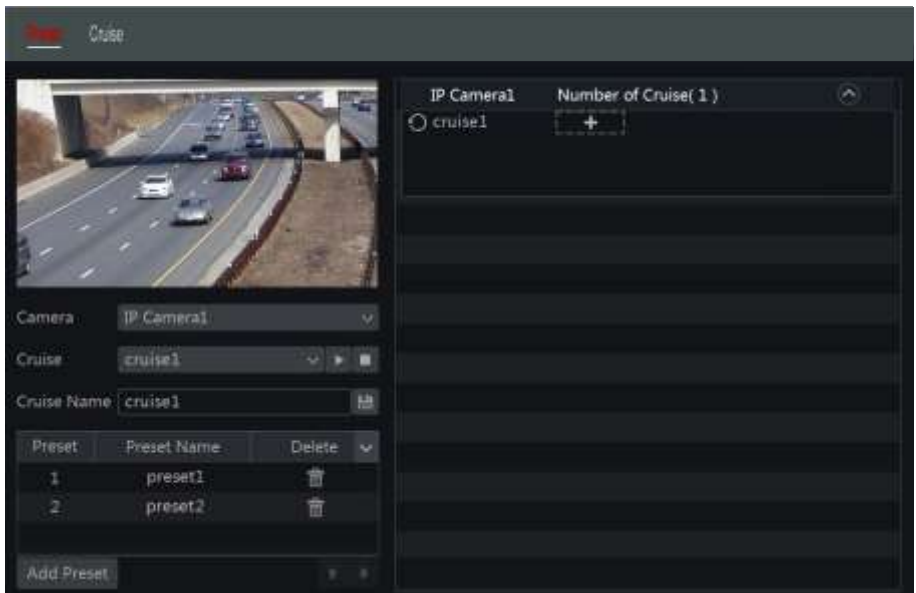 Preset Cruise
IP Camera1 Number of Cruise( 1 )
cruise1
Camera IP Camera1
Cruise cruise1
Cruise Name cruise1
Preset Preset Name Delete
1 preset1
2 preset2
Add Preset